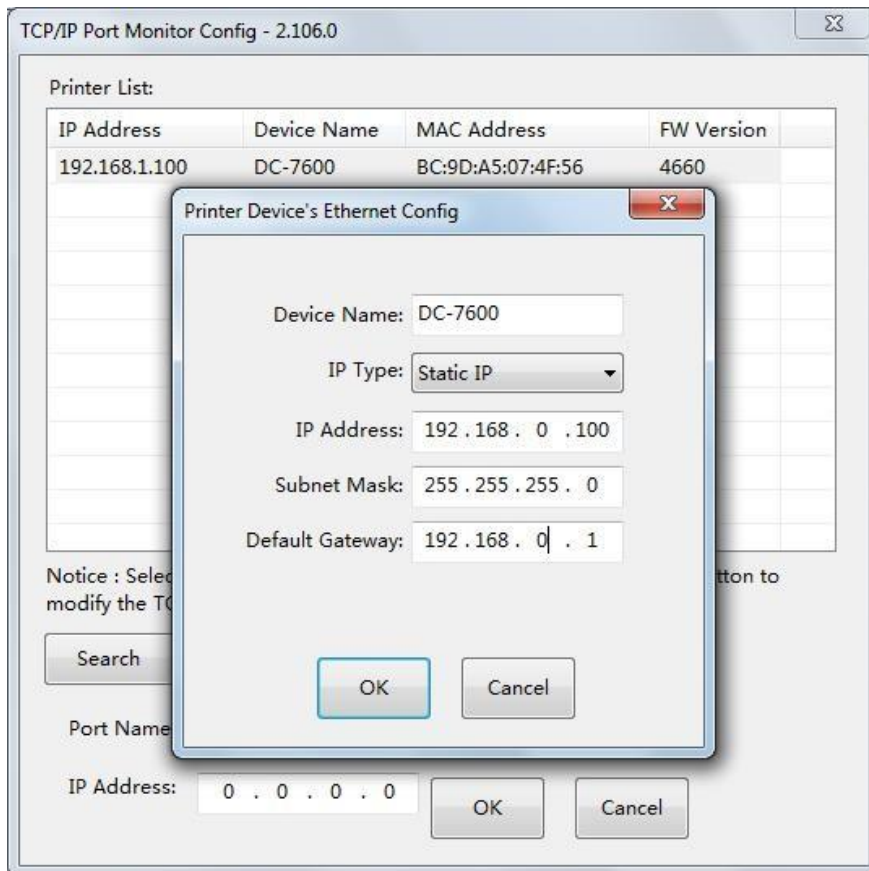 TCP/IP Port Monitor Config - 2.106.0
Printer List:
IP Address Device Name MAC Address FW Version
192.168.1.100 DC-7600 BC:9D:A5:07:4F:56 4660
Printer Device's Ethernet Config
Device Name: DC-7600
IP Type: Static IP
IP Address: 192 . 168 . 0 . 100
Subnet Mask: 255 . 255 . 255 . 0
Default Gateway: 192 . 168 . 0 . 1
OK Cancel
Notice : to
modify the
Search
Port Name
IP Address: 0 . 0 . 0 . 0 OK Cancel